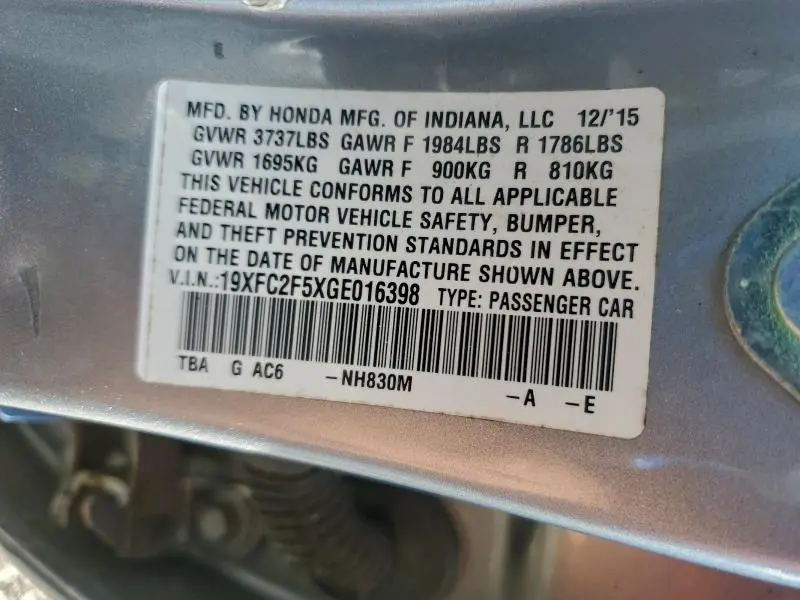 MFD. BY HONDA MFG. OF INDIANA, LLC 12/'15
GVWR 3737LBS GAWR F 1984LBS R 1786LBS
GVWR 1695KG GAWR F 900KG R 810KG
THIS VEHICLE CONFORMS TO ALL APPLICABLE
FEDERAL MOTOR VEHICLE SAFETY, BUMPER,
AND THEFT PREVENTION STANDARDS IN EFFECT
ON THE DATE OF MANUFACTURE SHOWN ABOVE.
V.I.N.:19XFC2F5XGE016398 TYPE: PASSENGER CAR
TBA G AC6 -NH830M -A -E